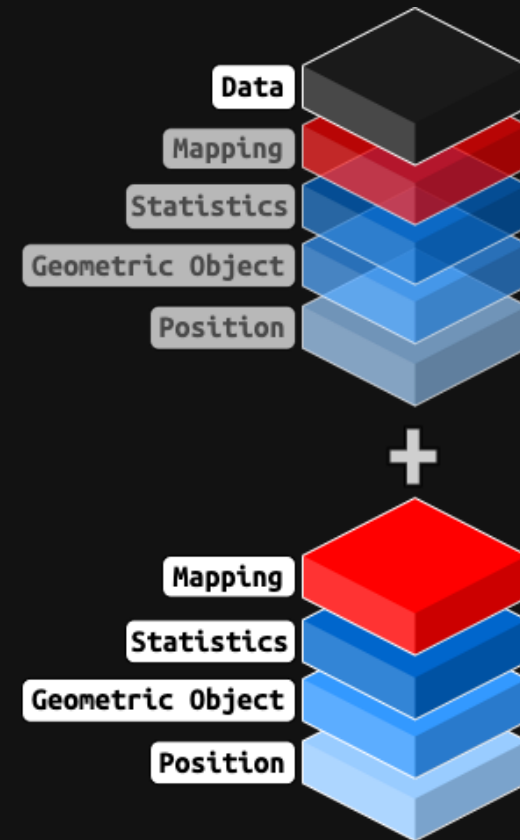 Data
Mapping
Statistics
Geometric Object
Position
+
Mapping
Statistics
Geometric Object
Position